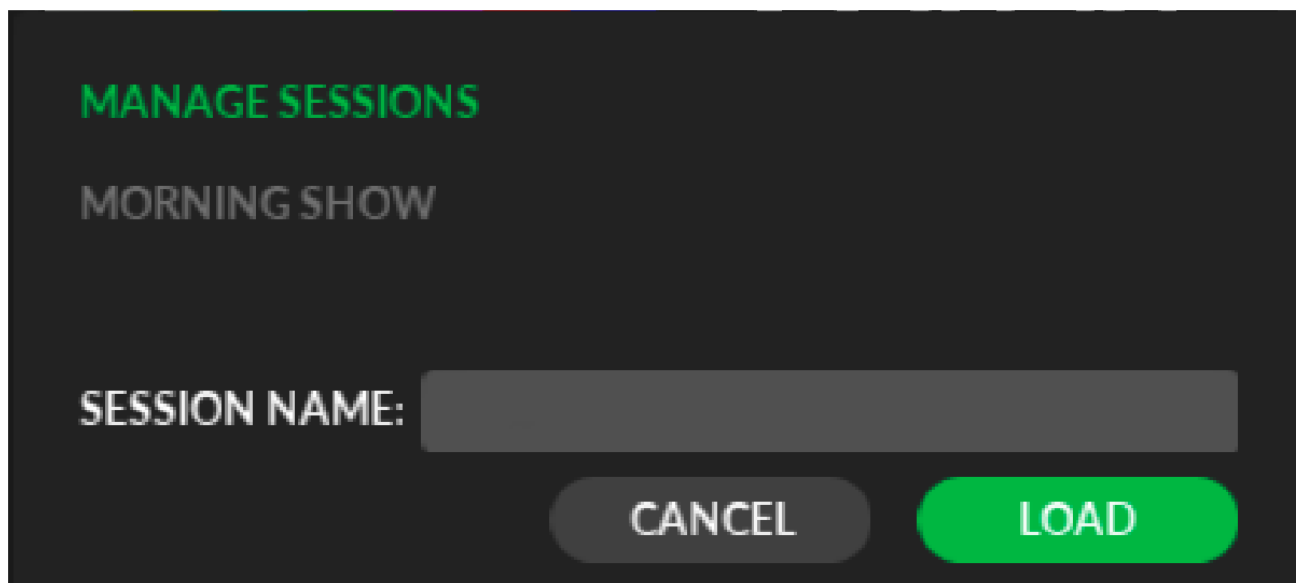 MANAGE SESSIONS
MORNING SHOW
SESSION NAME:
CANCEL LOAD